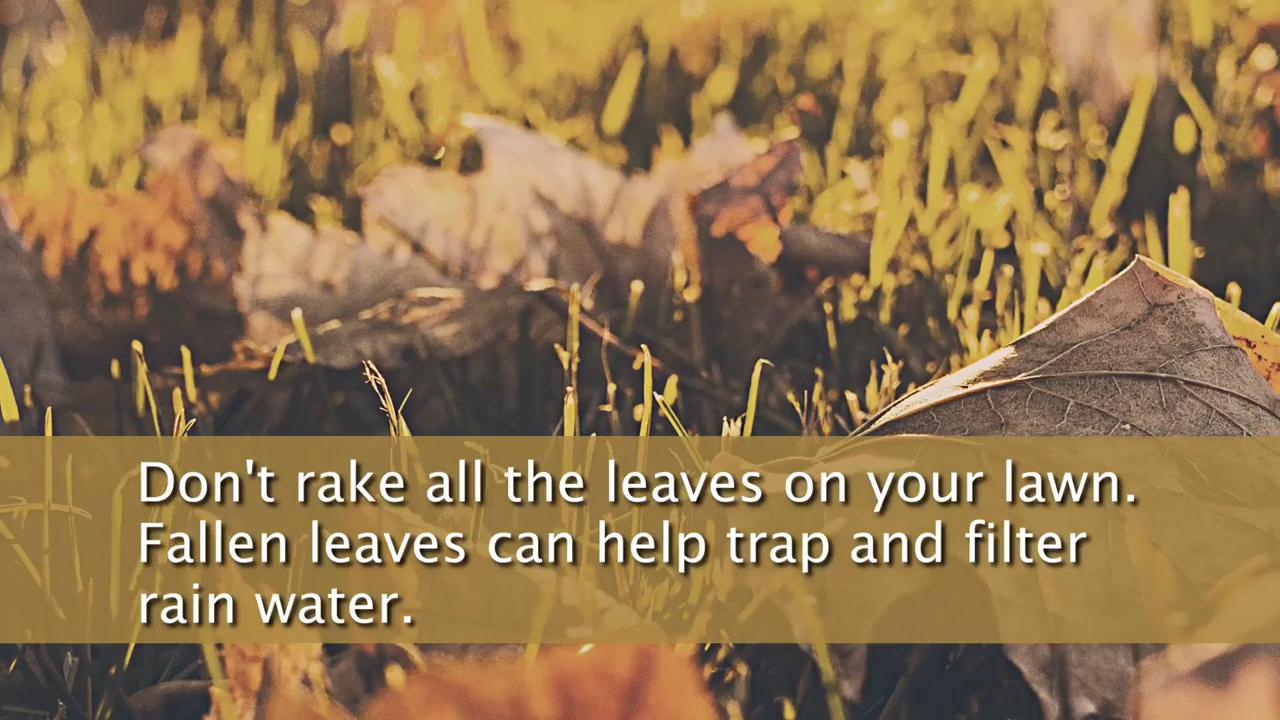 Don't rake all the leaves on your lawn.
Fallen leaves can help trap and filter
rain water.